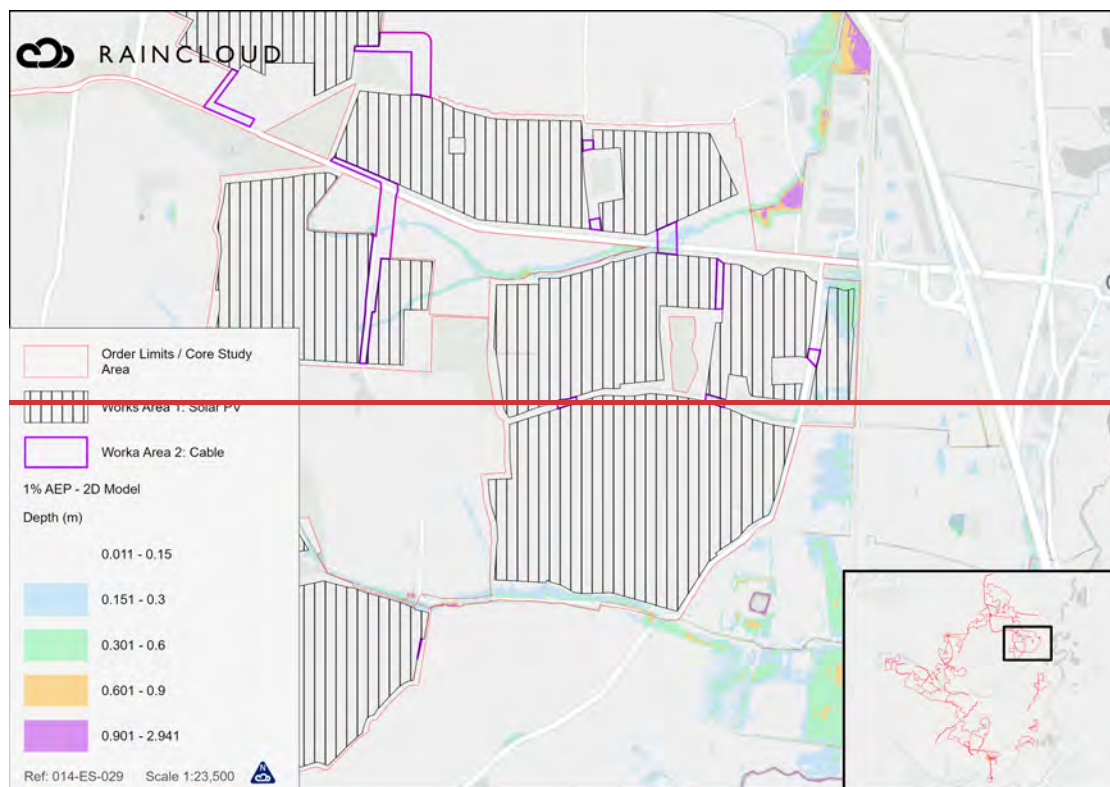 RAINCLOUD
Order Limits / Core Study
Area
Works Area 1: Solar PV
Worka Area 2: Cable
1% AEP - 2D Model
Depth (m)
0.011 - 0.15
0.151 - 0.3
0.301 - 0.6
0.601 - 0.9
0.901 - 2.941
Ref: 014-ES-029 Scale 1:23,500
N